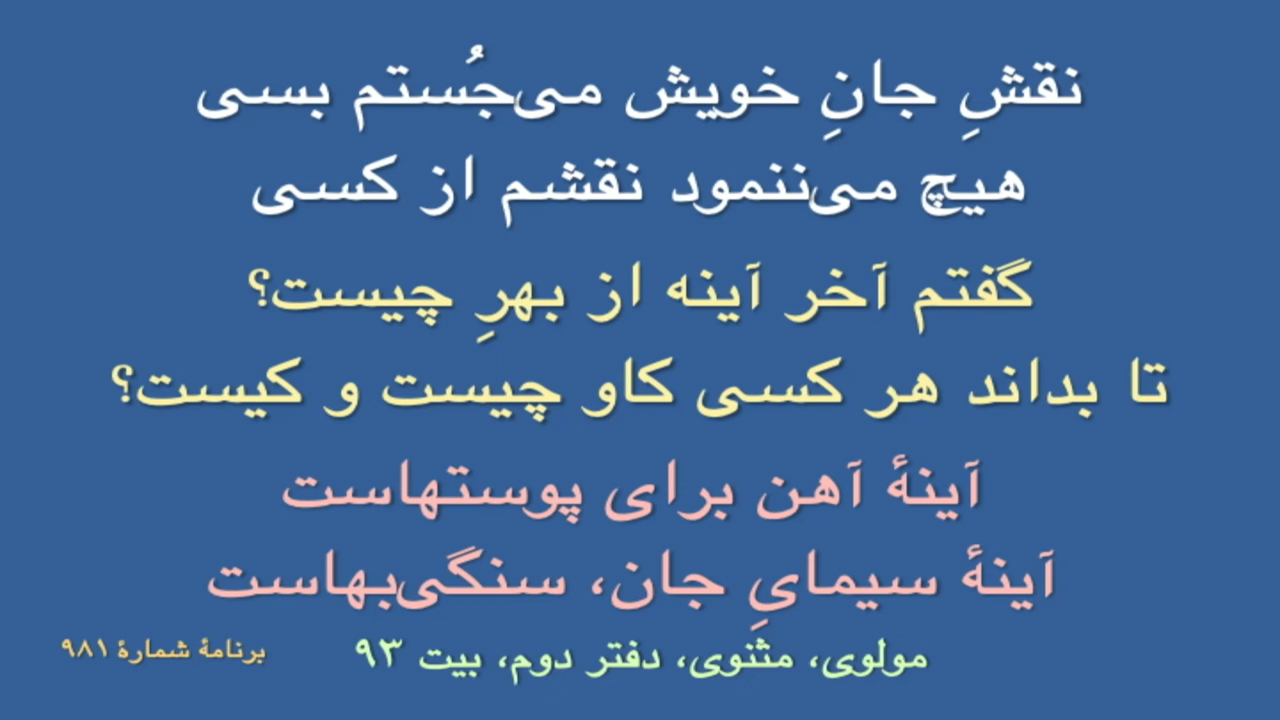 نقشِ جانِ خویش می‌جُستم بسی
هیچ می‌ننمود نقشم از کسی
گفتم آخر آینه از بهرِ چیست؟
تا بداند هر کسی کاو چیست و کیست؟
آینهٔ آهن برای پوستهاست
آینهٔ سیمایِ جان، سنگی‌بهاست
مولوی، مثنوی، دفتر دوم، بیت ۹۳
برنامهٔ شمارهٔ ۹۸۱